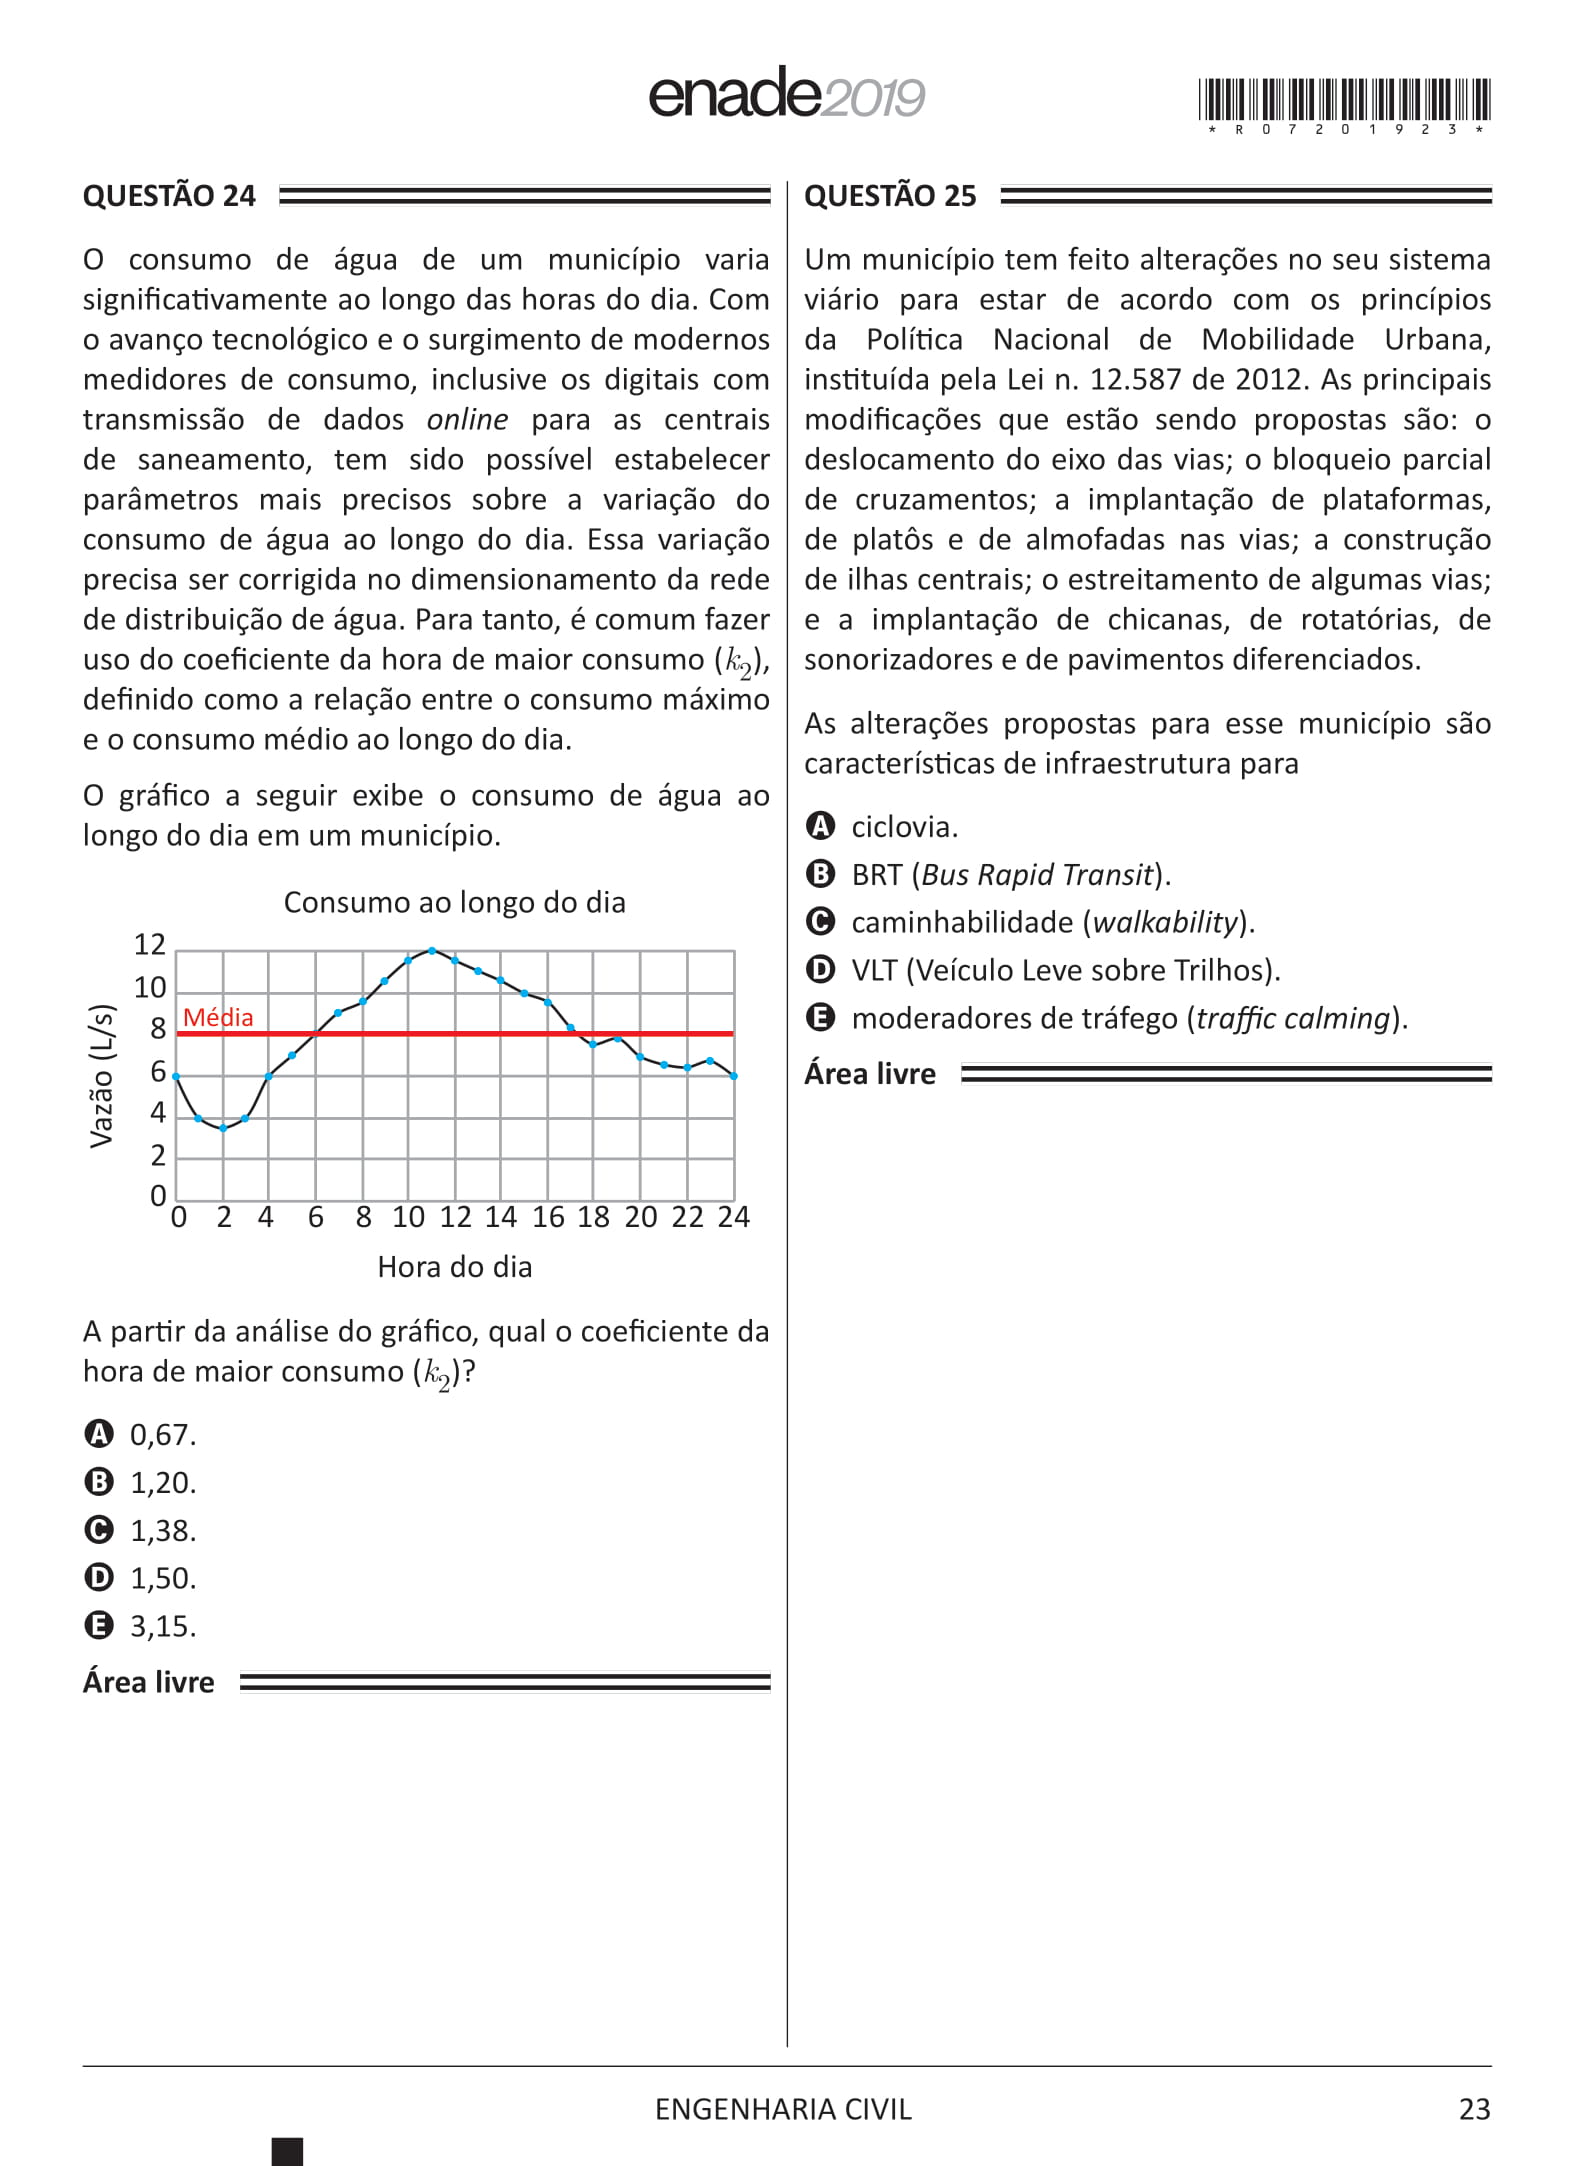 enade2019
* R 0 7 2 0 1 9 2 3 *
QUESTÃO 24
O consumo de água de um município varia
significativamente ao longo das horas do dia. Com
o avanço tecnológico e o surgimento de modernos
medidores de consumo, inclusive os digitais com
transmissão de dados online para as centrais
de saneamento, tem sido possível estabelecer
parâmetros mais precisos sobre a variação do
consumo de água ao longo do dia. Essa variação
precisa ser corrigida no dimensionamento da rede
de distribuição de água. Para tanto, é comum fazer
uso do coeficiente da hora de maior consumo (k₂),
definido como a relação entre o consumo máximo
e o consumo médio ao longo do dia.
O gráfico a seguir exibe o consumo de água ao
longo do dia em um município.
Consumo ao longo do dia
Vazão (L/s)
12
10
8
6
4
2
0
Média
0 2 4 6 8 10 12 14 16 18 20 22 24
Hora do dia
A partir da análise do gráfico, qual o coeficiente da
hora de maior consumo (k₂)?
A 0,67.
B 1,20.
C 1,38.
D 1,50.
E 3,15.
Área livre
QUESTÃO 25
Um município tem feito alterações no seu sistema
viário para estar de acordo com os princípios
da Política Nacional de Mobilidade Urbana,
instituída pela Lei n. 12.587 de 2012. As principais
modificações que estão sendo propostas são: o
deslocamento do eixo das vias; o bloqueio parcial
de cruzamentos; a implantação de plataformas,
de platôs e de almofadas nas vias; a construção
de ilhas centrais; o estreitamento de algumas vias;
e a implantação de chicanas, de rotatórias, de
sonorizadores e de pavimentos diferenciados.
As alterações propostas para esse município são
características de infraestrutura para
A ciclovia.
B BRT (Bus Rapid Transit).
C caminhabilidade (walkability).
D VLT (Veículo Leve sobre Trilhos).
E moderadores de tráfego (traffic calming).
Área livre
ENGENHARIA CIVIL
23